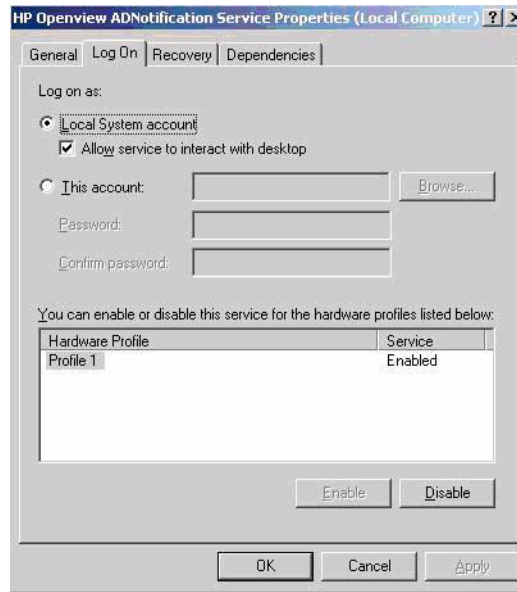 HP Openview ADNotification Service Properties (Local Computer) ? X
General Log On Recovery Dependencies
Log on as:
Local System account
Allow service to interact with desktop
This account: Browse...
Password:
Confirm password:
You can enable or disable this service for the hardware profiles listed below:
Hardware Profile Service
Profile 1 Enabled
Enable Disable
OK Cancel Apply